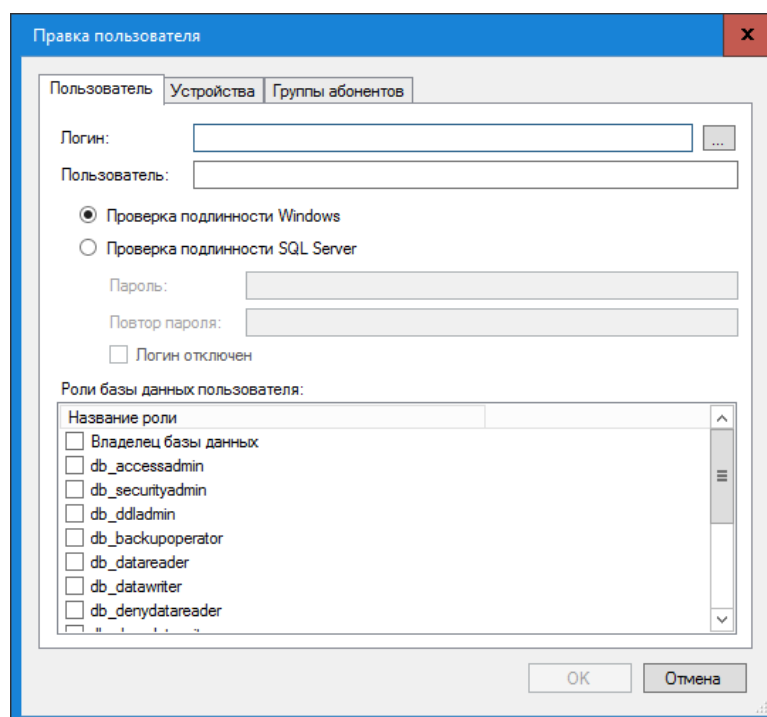 Правка пользователя
x
Пользователь Устройства Группы абонентов
Логин: ...
Пользователь:
Проверка подлинности Windows
Проверка подлинности SQL Server
Пароль:
Повтор пароля:
Логин отключен
Роли базы данных пользователя:
Название роли
Владелец базы данных
db_accessadmin
db_securityadmin
db_ddladmin
db_backupoperator
db_datareader
db_datawriter
db_denydatareader
OK Отмена